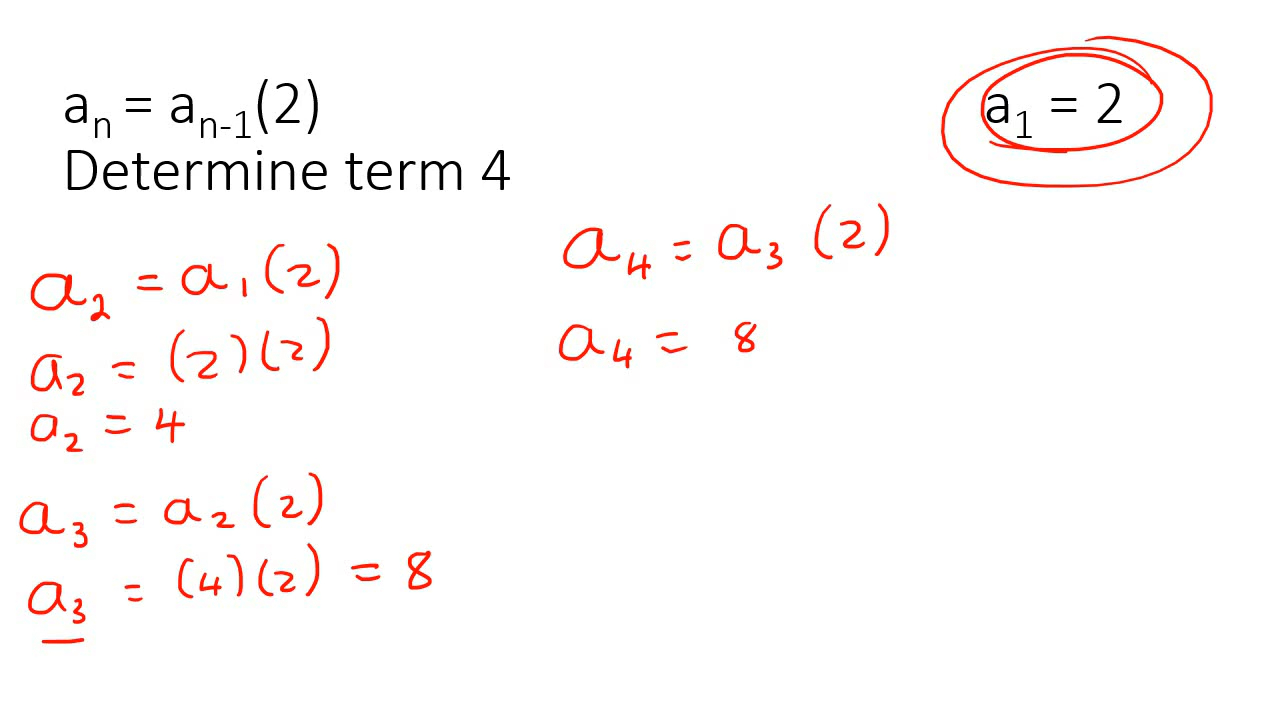 aₙ = aₙ₋₁(2)
a₁ = 2
Determine term 4
a₂ = a₁(2)
a₂ = (2)(2)
a₂ = 4
a₃ = a₂(2)
a₃ = (4)(2) = 8
a₄ = a₃(2)
a₄ = 8